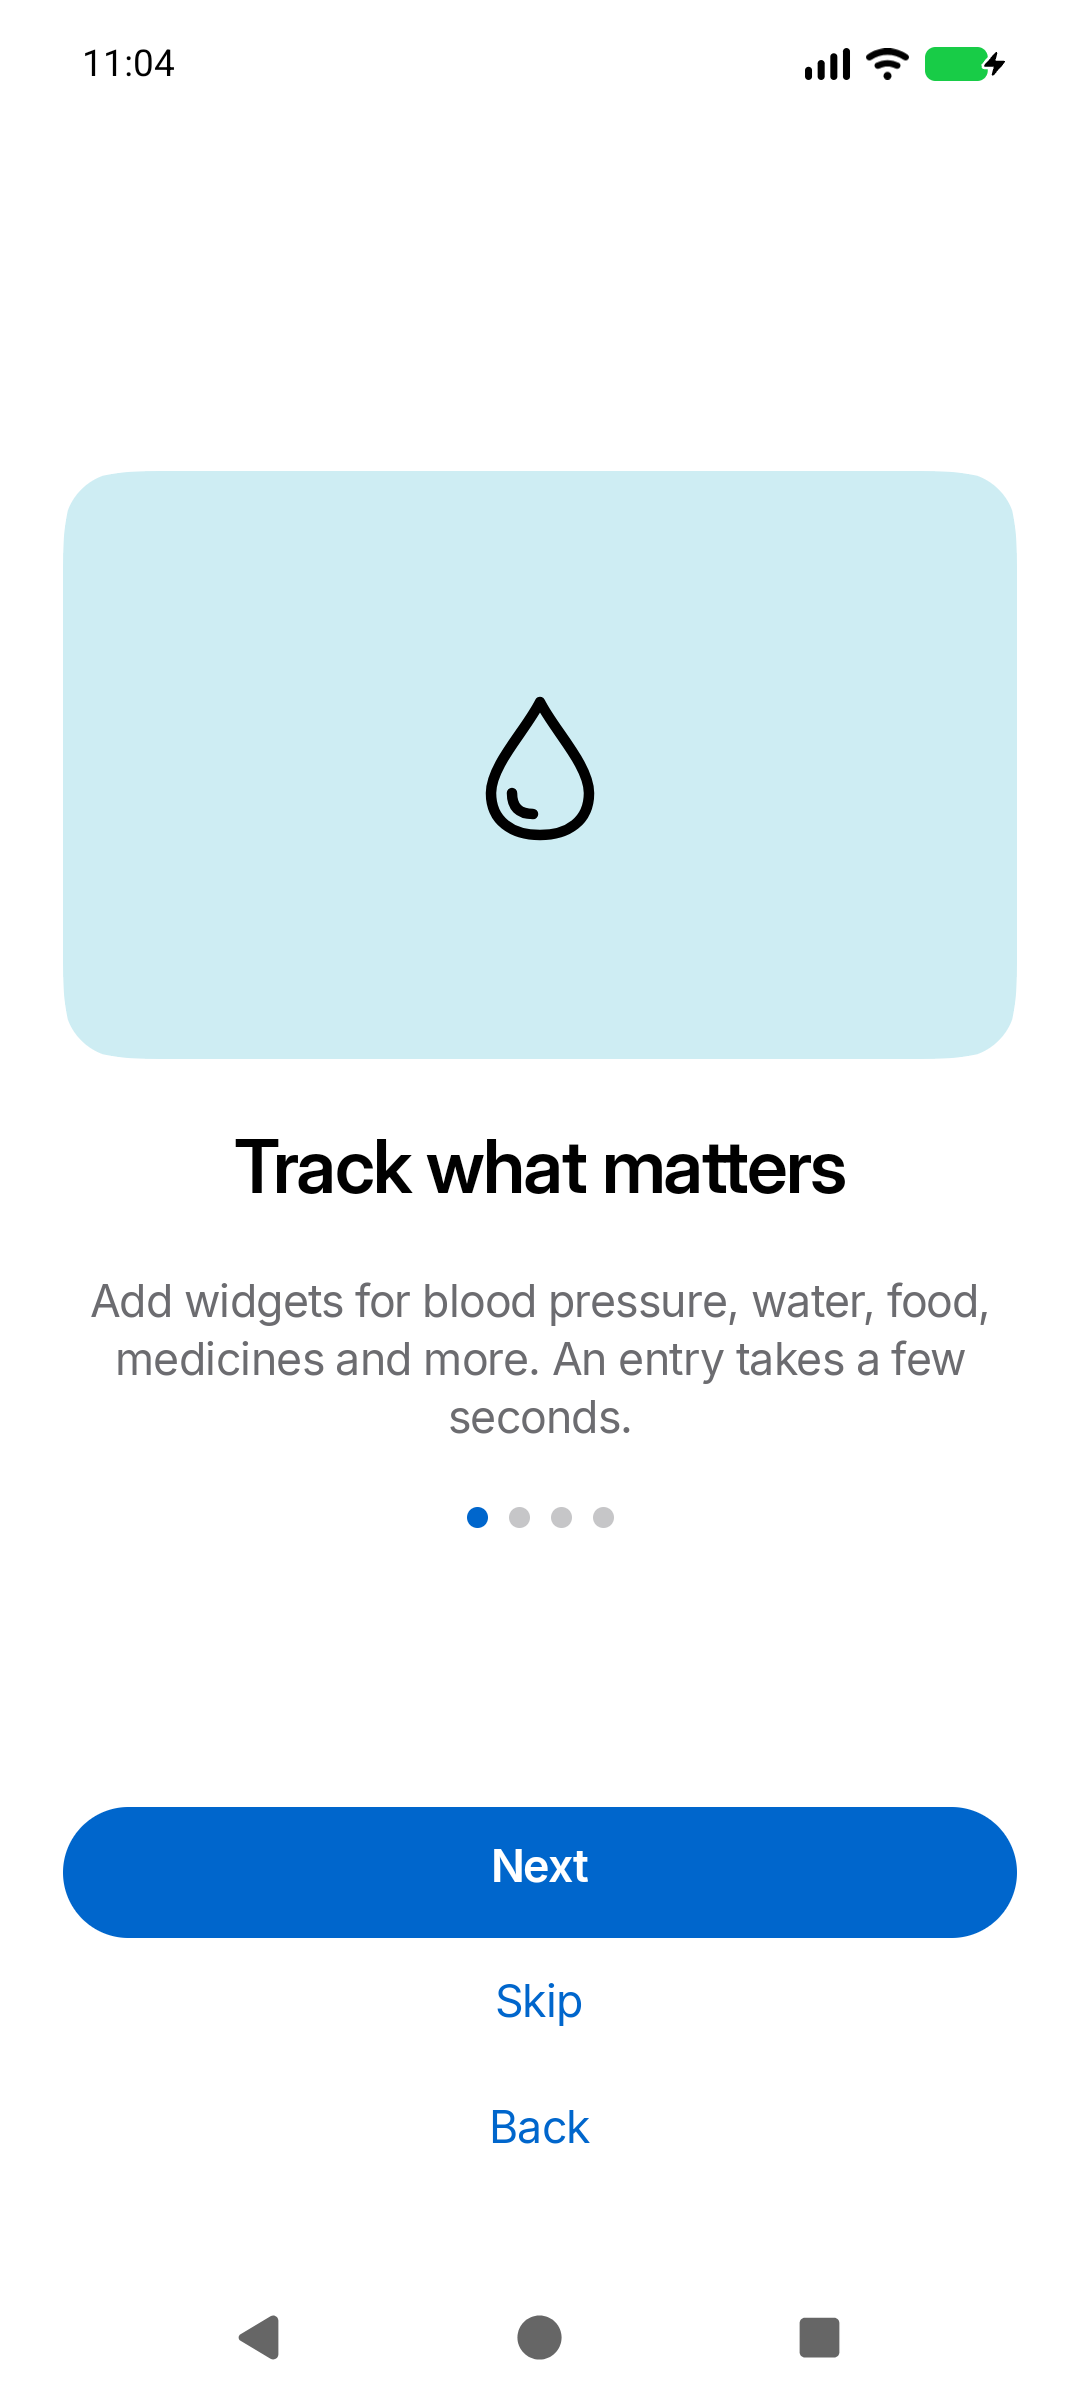 11:04
Track what matters
Add widgets for blood pressure, water, food,
medicines and more. An entry takes a few
seconds.
Next
Skip
Back